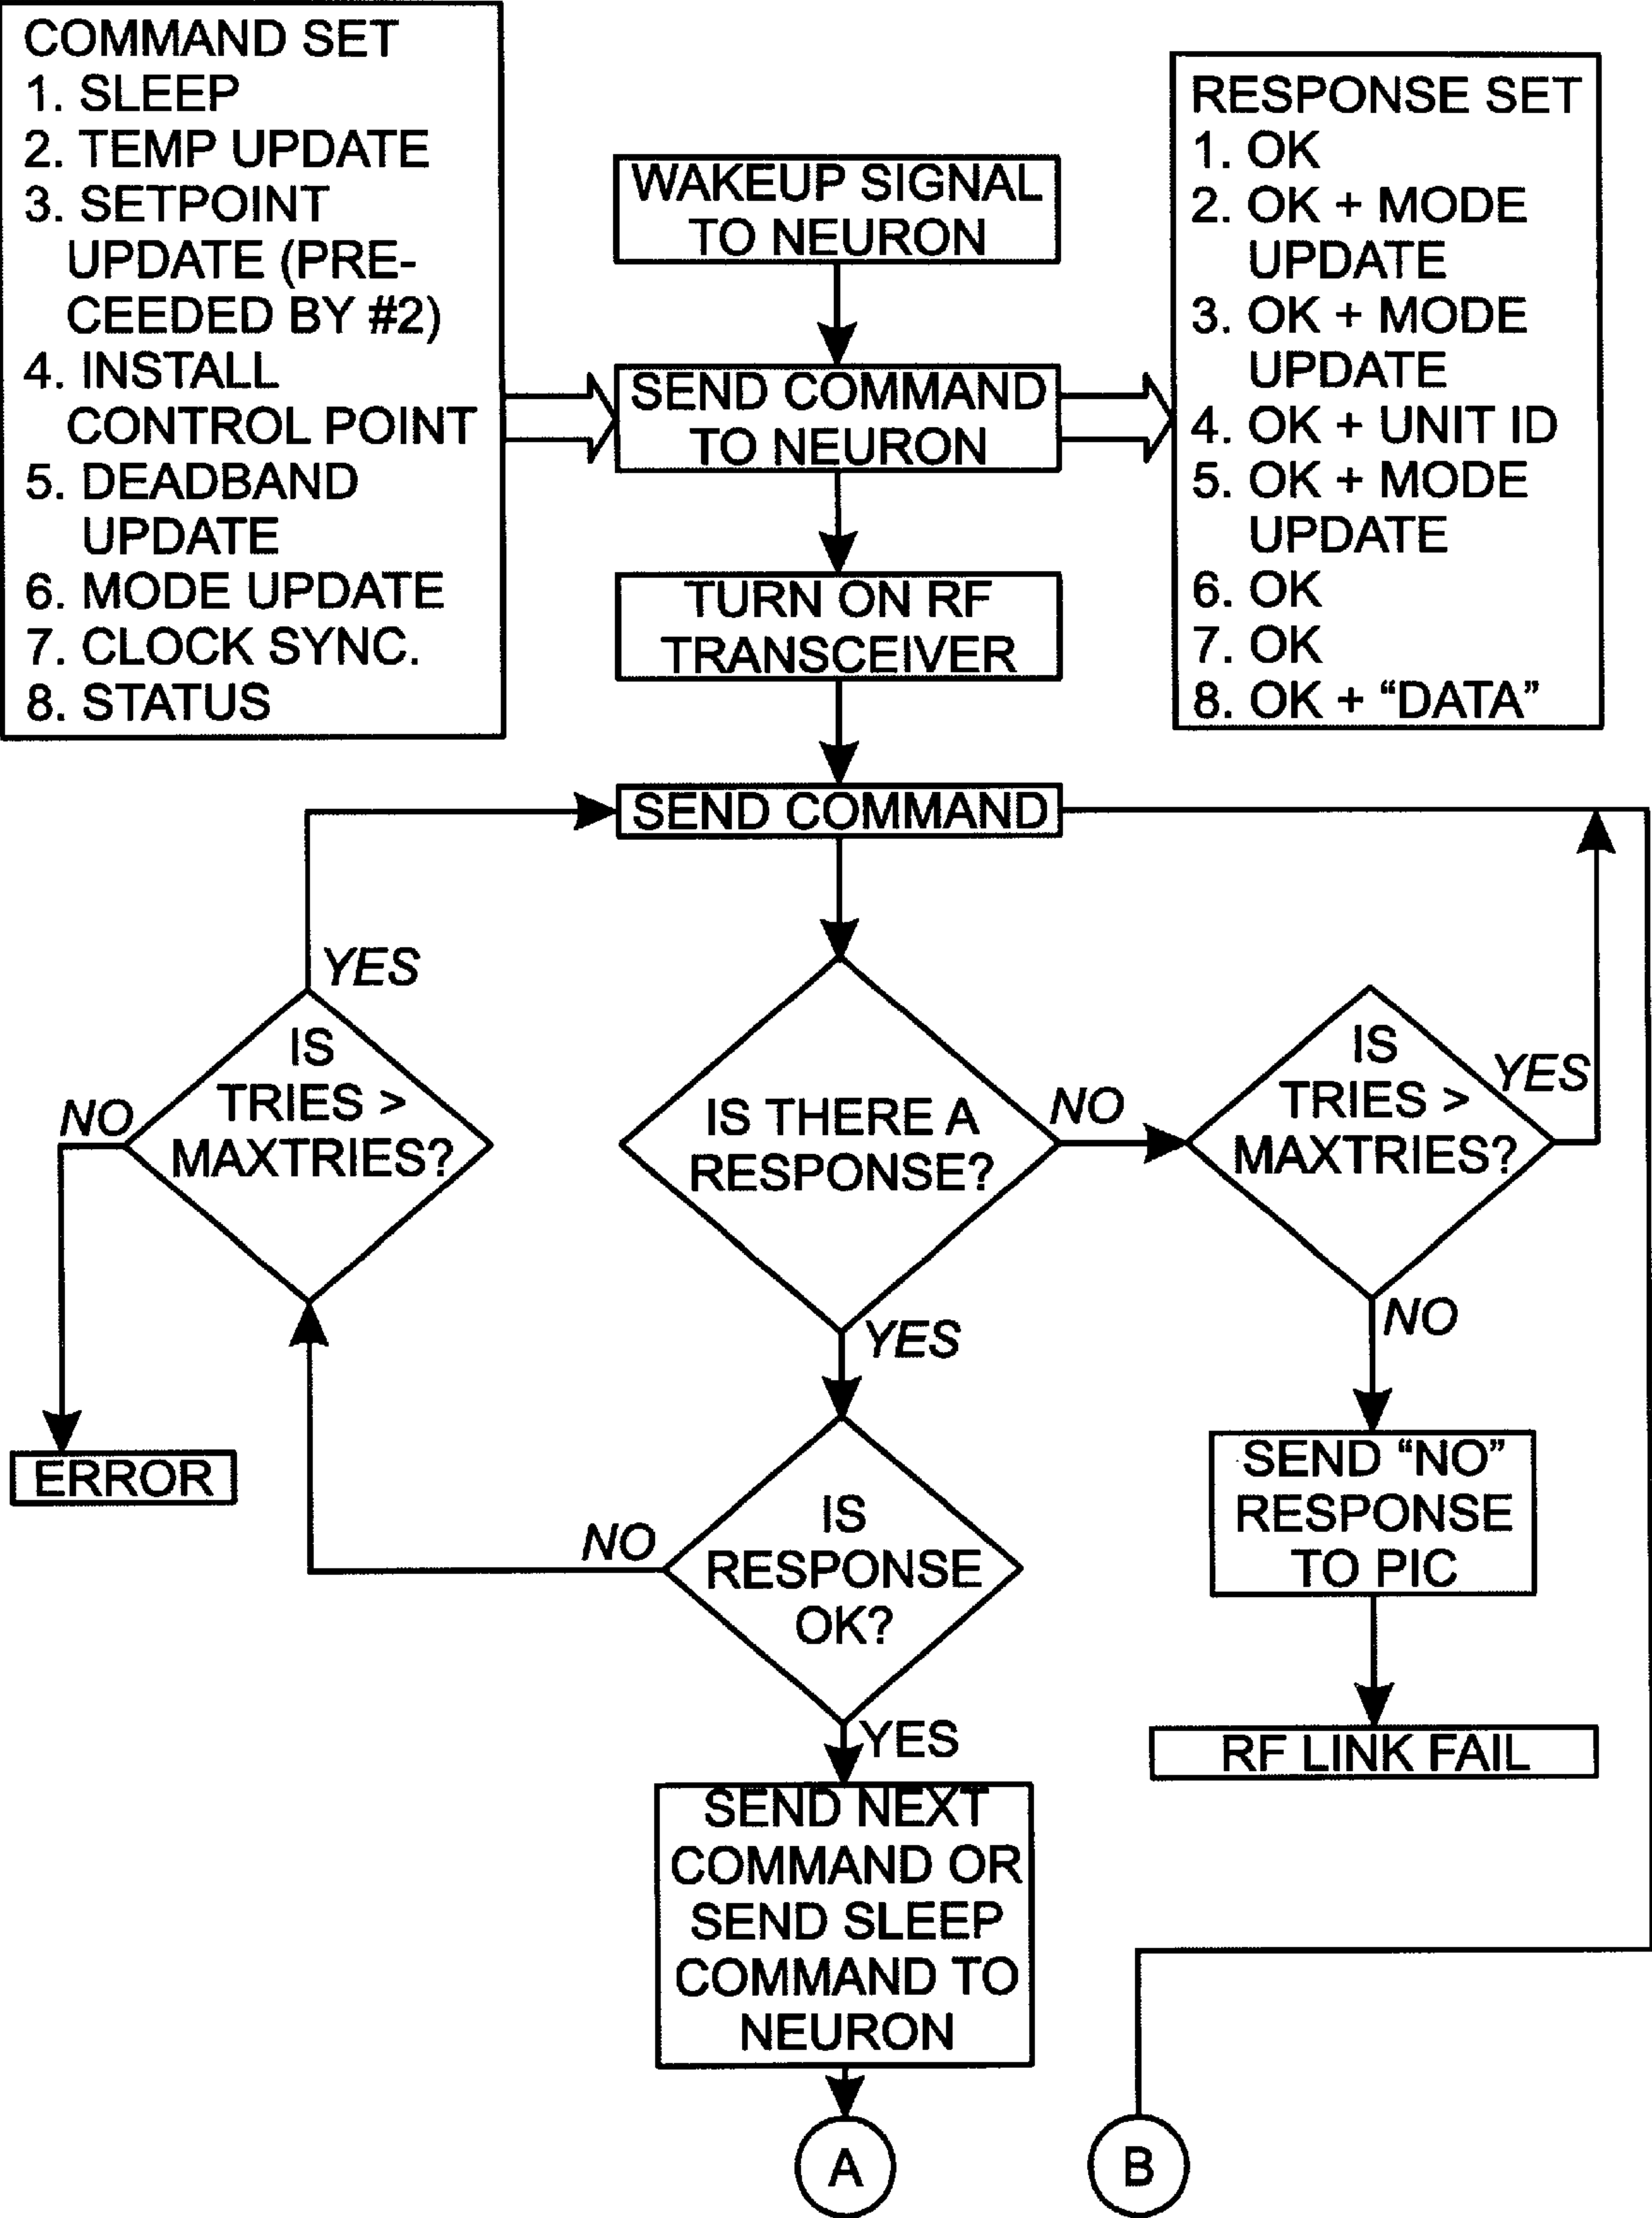 COMMAND SET
1. SLEEP
2. TEMP UPDATE
3. SETPOINT
UPDATE (PRE-
CEEDED BY #2)
4. INSTALL
CONTROL POINT
5. DEADBAND
UPDATE
6. MODE UPDATE
7. CLOCK SYNC.
8. STATUS
WAKEUP SIGNAL
TO NEURON
SEND COMMAND
TO NEURON
TURN ON RF
TRANSCEIVER
RESPONSE SET
1. OK
2. OK + MODE
UPDATE
3. OK + MODE
UPDATE
4. OK + UNIT ID
5. OK + MODE
UPDATE
6. OK
7. OK
8. OK + “DATA”
SEND COMMAND
YES
IS
TRIES >
MAXTRIES?
NO
ERROR
IS THERE A
RESPONSE?
NO
YES
IS
TRIES >
MAXTRIES?
YES
NO
SEND “NO”
RESPONSE
TO PIC
RF LINK FAIL
IS
RESPONSE
OK?
NO
YES
SEND NEXT
COMMAND OR
SEND SLEEP
COMMAND TO
NEURON
A
B